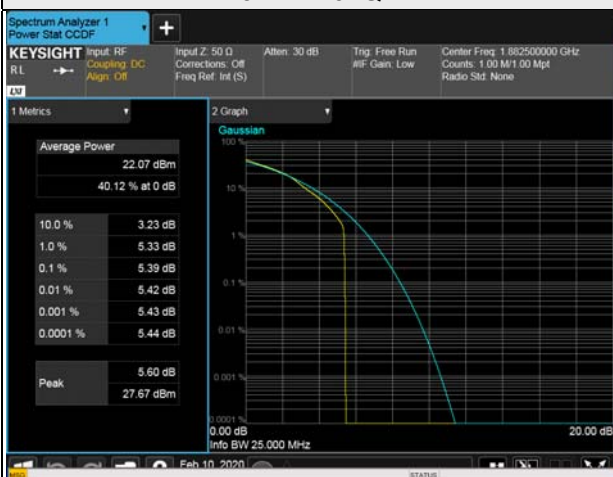 Spectrum Analyzer 1
Power Stat CCDF
+
KEYSIGHT
RL
LXI
Input: RF
Coupling: DC
Align: Off
Input Z: 50 Ω
Corrections: Off
Freq Ref: Int (S)
Atten: 30 dB
Trig: Free Run
#IF Gain: Low
Center Freq: 1.882500000 GHz
Counts: 1.00 M/1.00 Mpt
Radio Std: None
1 Metrics
Average Power
22.07 dBm
40.12 % at 0 dB
10.0 % 3.23 dB
1.0 % 5.33 dB
0.1 % 5.39 dB
0.01 % 5.42 dB
0.001 % 5.43 dB
0.0001 % 5.44 dB
Peak
5.60 dB
27.67 dBm
2 Graph
Gaussian
100 %
10 %
1 %
0.1 %
0.01 %
0.001 %
0.0001 %
0.00 dB 20.00 dB
Info BW 25.000 MHz
Feb 10, 2020
MSG STATUS